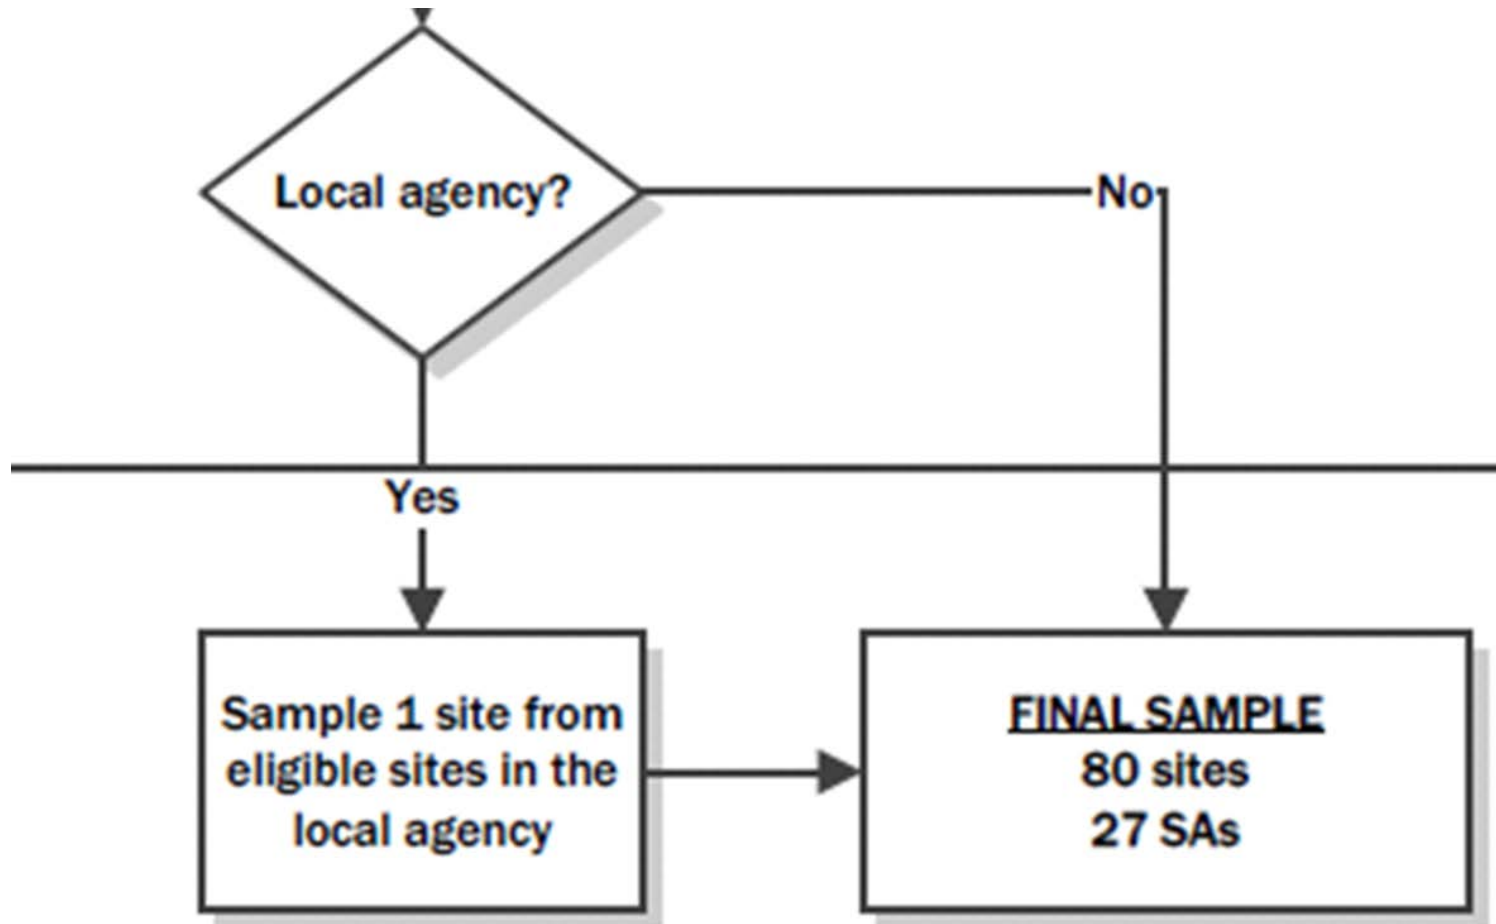 Local agency?
No
Yes
Sample 1 site from
eligible sites in the
local agency
FINAL SAMPLE
80 sites
27 SAs